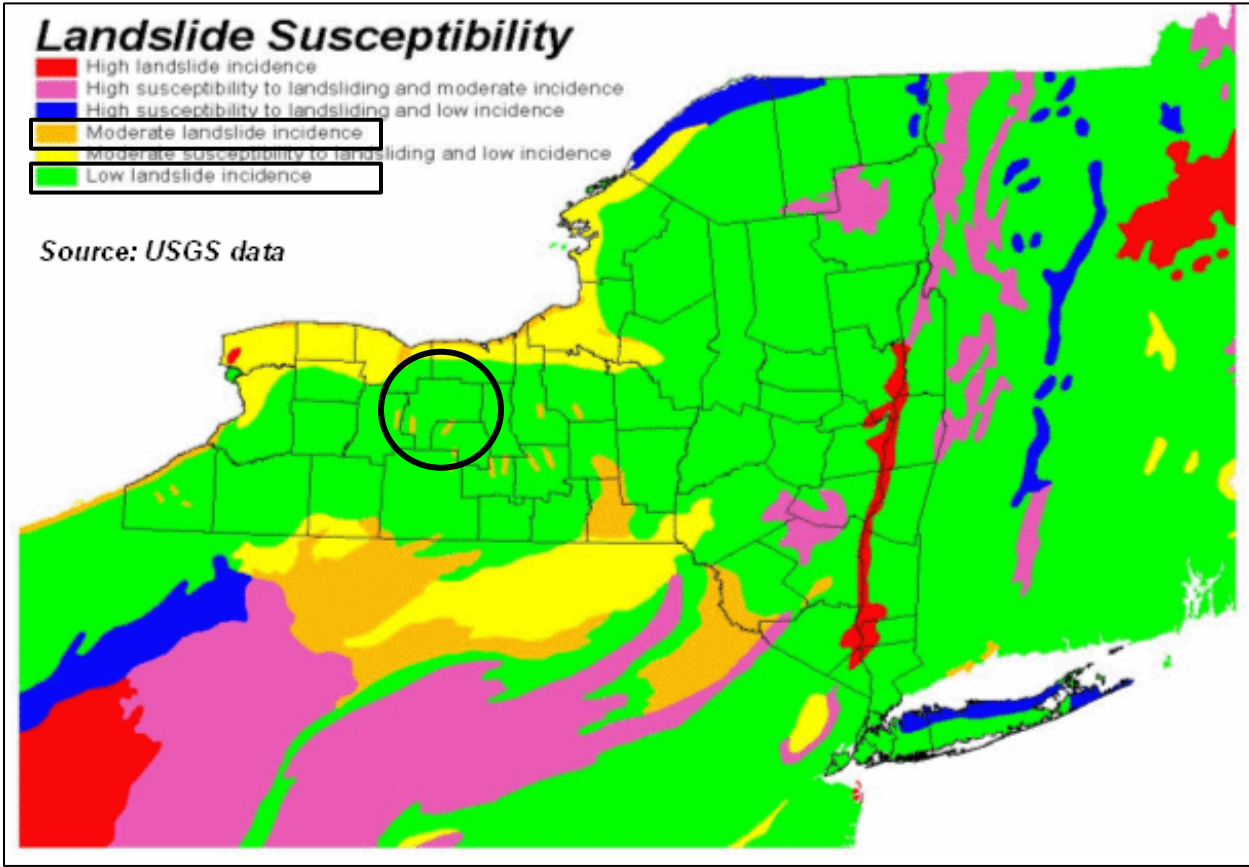 Landslide Susceptibility
High landslide incidence
High susceptibility to landsliding and moderate incidence
High susceptibility to landsliding and low incidence
Moderate landslide incidence
Moderate susceptibility to landsliding and low incidence
Low landslide incidence
Source: USGS data